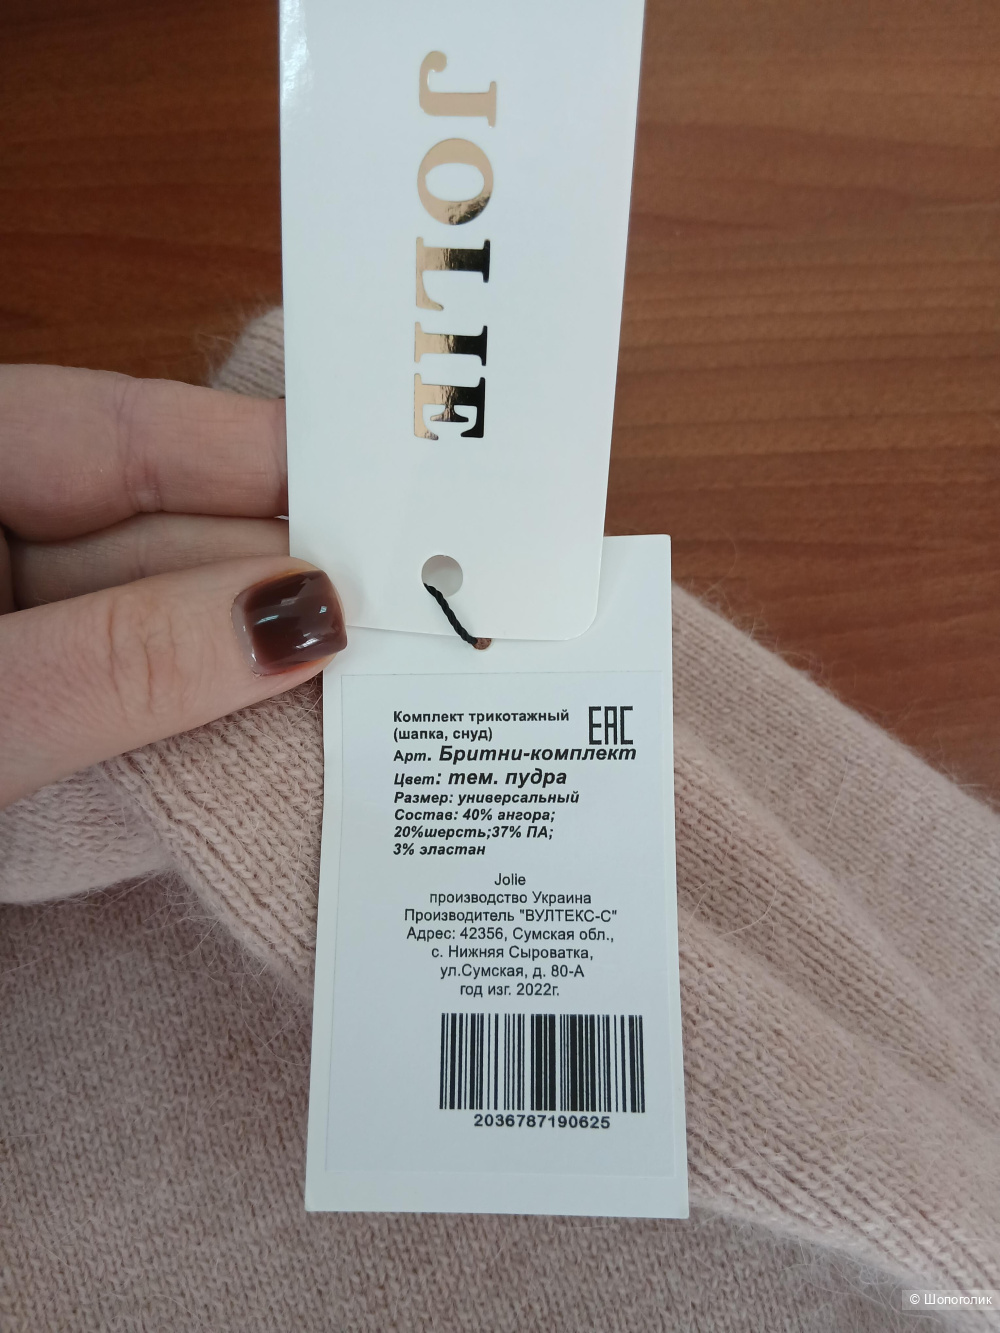 JOLIE
Комплект трикотажный
(шапка, снуд)
EAC
Арт. Бритни-комплект
Цвет: тем. пудра
Размер: универсальный
Состав: 40% ангора;
20%шерсть;37% ПА;
3% эластан
Jolie
производство Украина
Производитель "ВУЛТЕКС-С"
Адрес: 42356, Сумская обл.,
с. Нижняя Сыроватка,
ул.Сумская, д. 80-А
год изг. 2022г.
2036787190625
© Шопоголик